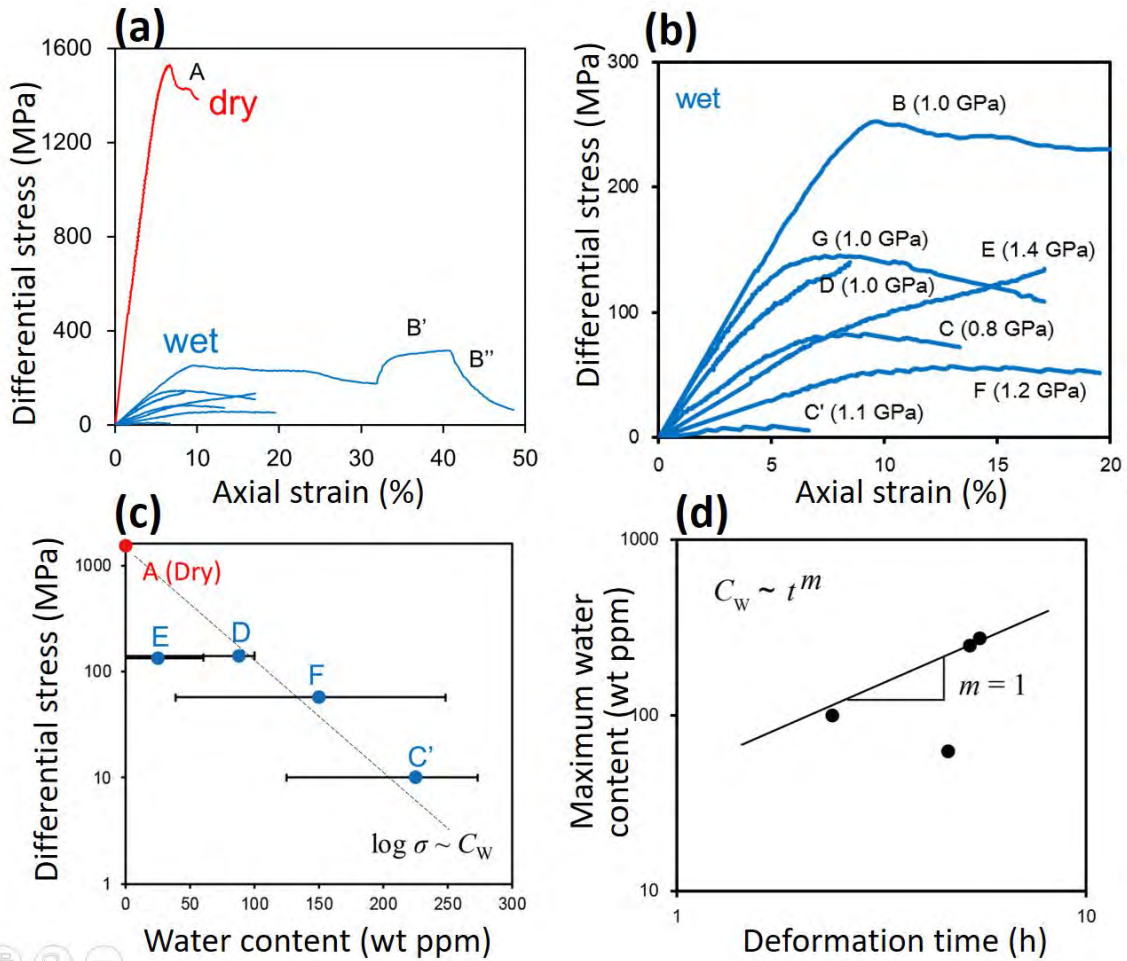 (a)
Differential stress (MPa)
1600
1200
800
400
0
A
dry
wet
B’
B’’
0 10 20 30 40 50
Axial strain (%)
(b)
Differential stress (MPa)
300
200
100
0
wet
B (1.0 GPa)
G (1.0 GPa)
E (1.4 GPa)
D (1.0 GPa)
C (0.8 GPa)
F (1.2 GPa)
C' (1.1 GPa)
0 5 10 15 20
Axial strain (%)
(c)
Differential stress (MPa)
1000
100
10
1
A (Dry)
E
D
F
C’
log σ ~ CW
0 50 100 150 200 250 300
Water content (wt ppm)
(d)
Maximum water
content (wt ppm)
1000
100
10
CW ~ t^m
m = 1
1 10
Deformation time (h)